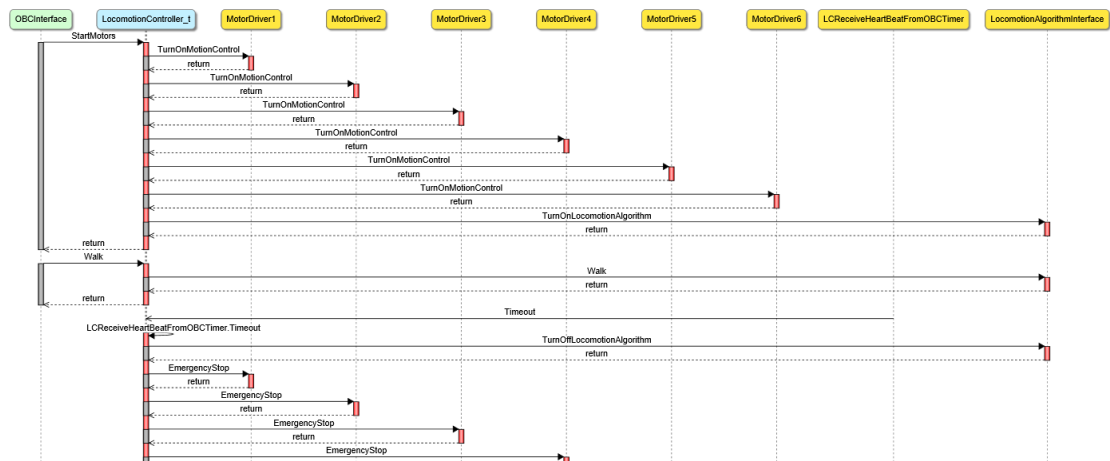 OBCInterface LocomotionController_t MotorDriver1 MotorDriver2 MotorDriver3 MotorDriver4 MotorDriver5 MotorDriver6 LCReceiveHeartBeatFromOBCTimer LocomotionAlgorithmInterface
StartMotors
TurnOnMotionControl
return
TurnOnMotionControl
return
TurnOnMotionControl
return
TurnOnMotionControl
return
TurnOnMotionControl
return
TurnOnMotionControl
return
TurnOnLocomotionAlgorithm
return
return
Walk
Walk
return
return
Timeout
LCReceiveHeartBeatFromOBCTimer.Timeout
TurnOffLocomotionAlgorithm
return
EmergencyStop
return
EmergencyStop
return
EmergencyStop
return
EmergencyStop